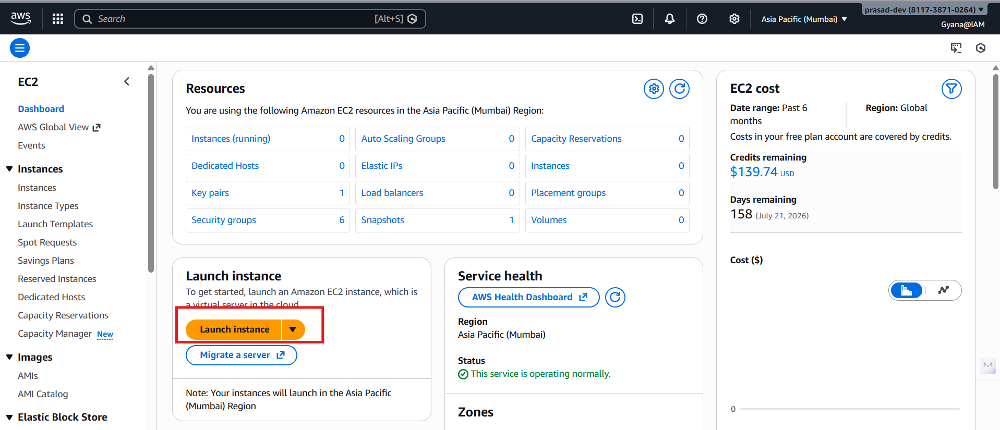 aws
Search
[Alt+S]
Asia Pacific (Mumbai)
prasad-dev (8117-3871-0264)
Gyana@IAM
EC2
Dashboard
AWS Global View
Events
Instances
Instances
Instance Types
Launch Templates
Spot Requests
Savings Plans
Reserved Instances
Dedicated Hosts
Capacity Reservations
Capacity Manager New
Images
AMIs
AMI Catalog
Elastic Block Store
Resources
You are using the following Amazon EC2 resources in the Asia Pacific (Mumbai) Region:
Instances (running) 0
Auto Scaling Groups 0
Capacity Reservations 0
Dedicated Hosts 0
Elastic IPs 0
Instances 0
Key pairs 1
Load balancers 0
Placement groups 0
Security groups 6
Snapshots 1
Volumes 0
Launch instance
To get started, launch an Amazon EC2 instance, which is
a virtual server in the cloud
Launch instance
Migrate a server
Note: Your instances will launch in the Asia Pacific
(Mumbai) Region
Service health
AWS Health Dashboard
Region
Asia Pacific (Mumbai)
Status
This service is operating normally.
Zones
EC2 cost
Date range: Past 6
months
Region: Global
Costs in your free plan account are covered by credits.
Credits remaining
$139.74 USD
Days remaining
158 (July 21, 2026)
Cost ($)
0